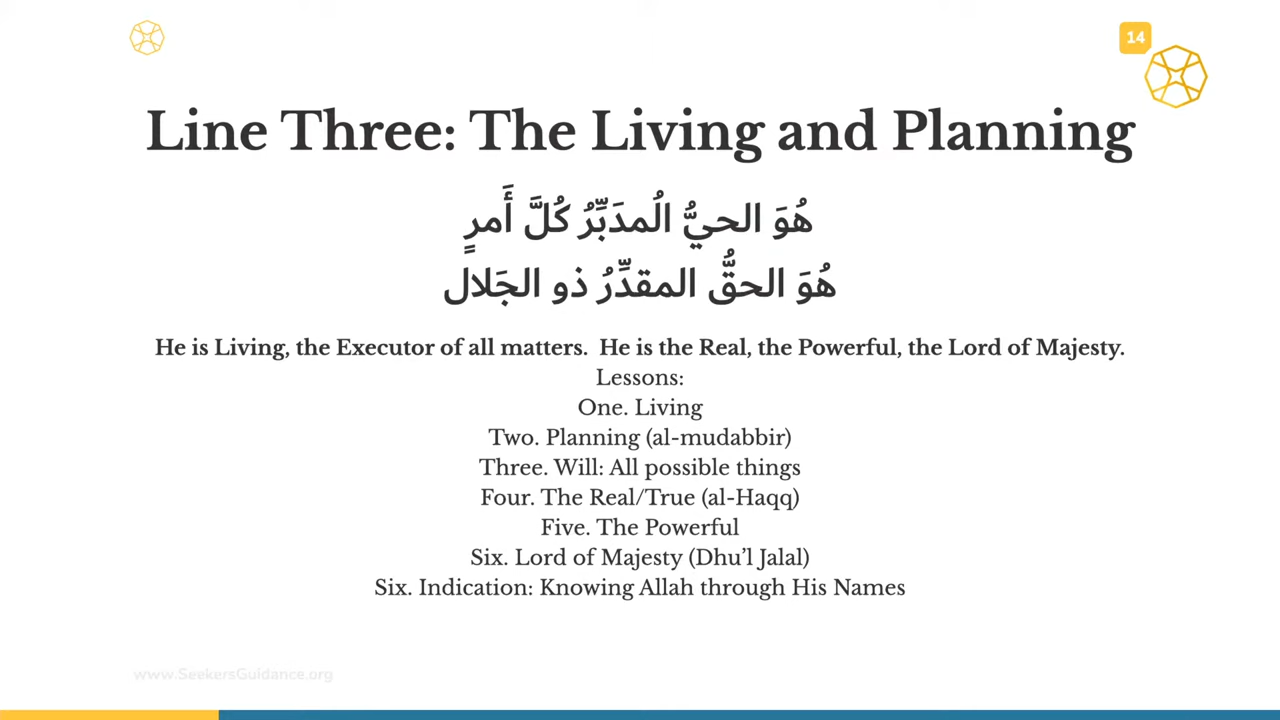 14
Line Three: The Living and Planning
هُوَ الحيُّ الُمدَبِّرُ كُلَّ أَمرٍ
هُوَ الحقُّ المقدِّرُ ذو الجَلال
He is Living, the Executor of all matters.  He is the Real, the Powerful, the Lord of Majesty.
Lessons:
One. Living
Two. Planning (al-mudabbir)
Three. Will: All possible things
Four. The Real/True (al-Haqq)
Five. The Powerful
Six. Lord of Majesty (Dhu’l Jalal)
Six. Indication: Knowing Allah through His Names
www.SeekersGuidance.org